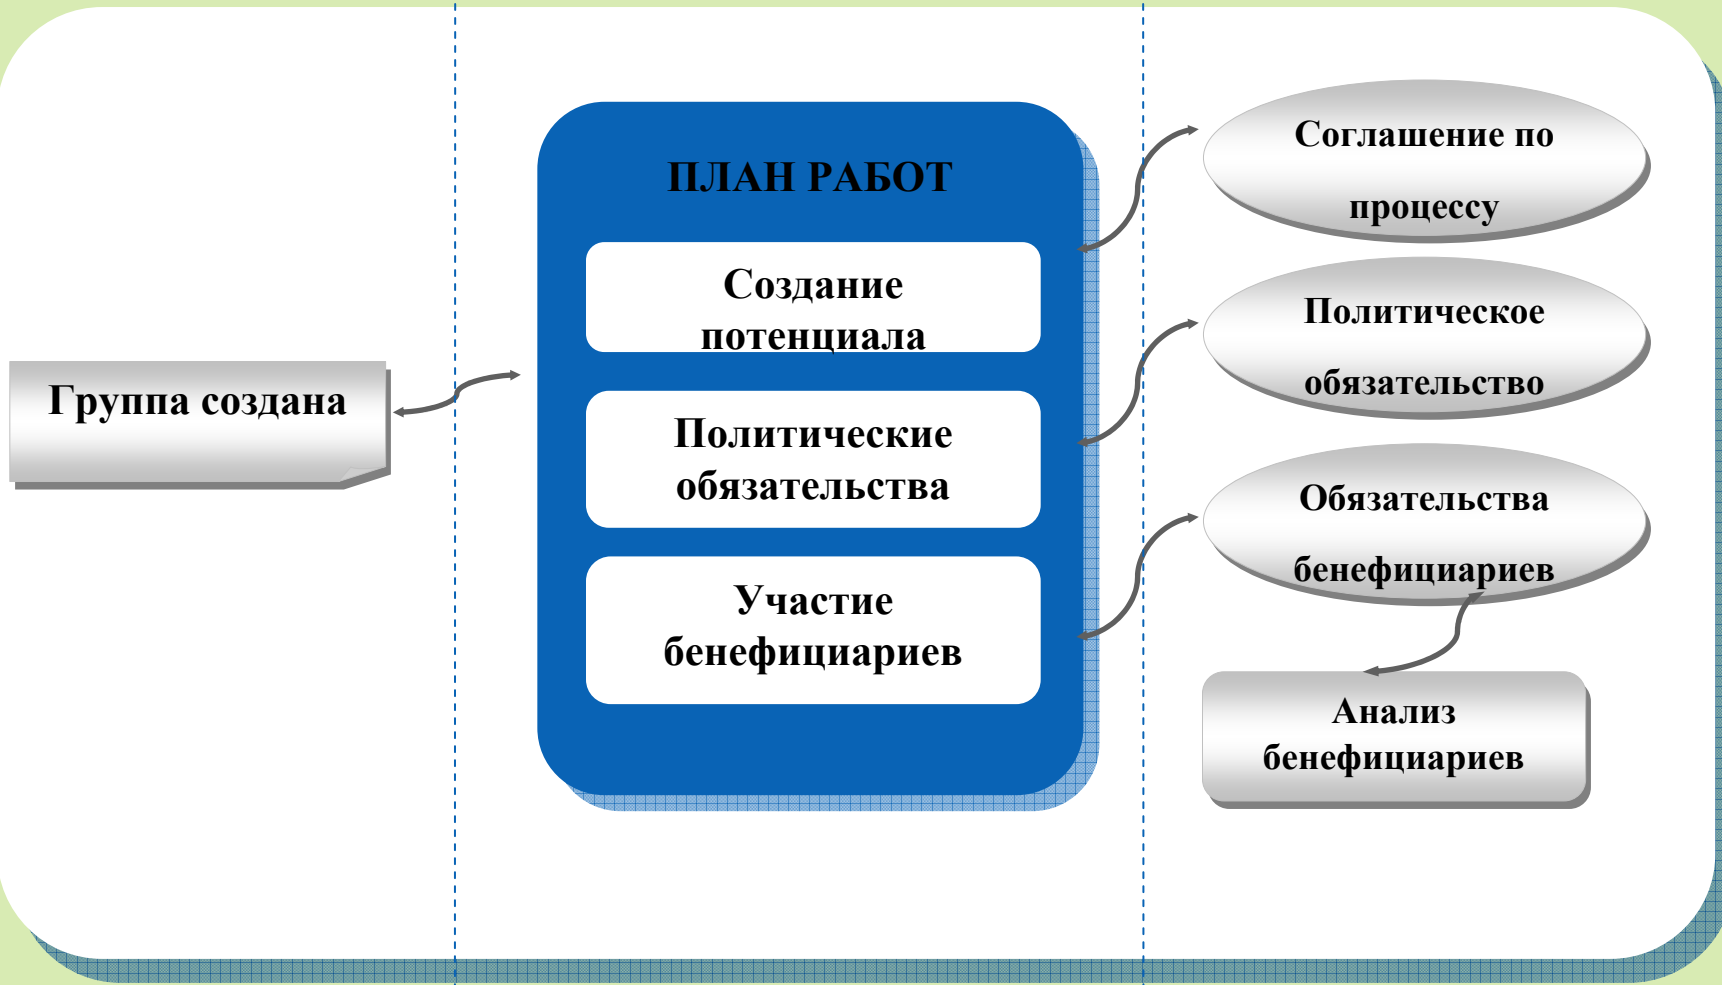 Группа создана
ПЛАН РАБОТ
Создание
потенциала
Политические
обязательства
Участие
бенефициариев
Соглашение по
процессу
Политическое
обязательство
Обязательства
бенефициариев
Анализ
бенефициариев